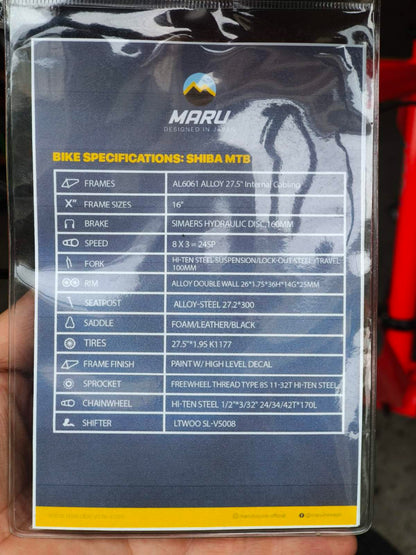 MARU
DESIGNED IN JAPAN
BIKE SPECIFICATIONS: SHIBA MTB
FRAMES AL6061 ALLOY 27.5" Internal Cabling
X" FRAME SIZES 16"
BRAKE SIMAERS HYDRAULIC DISC, 160MM
SPEED 8 X 3 = 24SP
FORK HI-TEN STEEL SUSPENSION/LOCK-OUT STEEL /TRAVEL
100MM
RIM ALLOY DOUBLE WALL 26*1.75*36H*14G*25MM
SEATPOST ALLOY-STEEL 27.2*300
SADDLE FOAM/LEATHER/BLACK
TIRES 27.5"*1.95 K1177
FRAME FINISH PAINT W/ HIGH LEVEL DECAL
SPROCKET FREEWHEEL THREAD TYPE 8S 11-32T HI-TEN STEEL
CHAINWHEEL HI-TEN STEEL 1/2"*3/32" 24/34/42T*170L
SHIFTER LTWOO SL-V5008